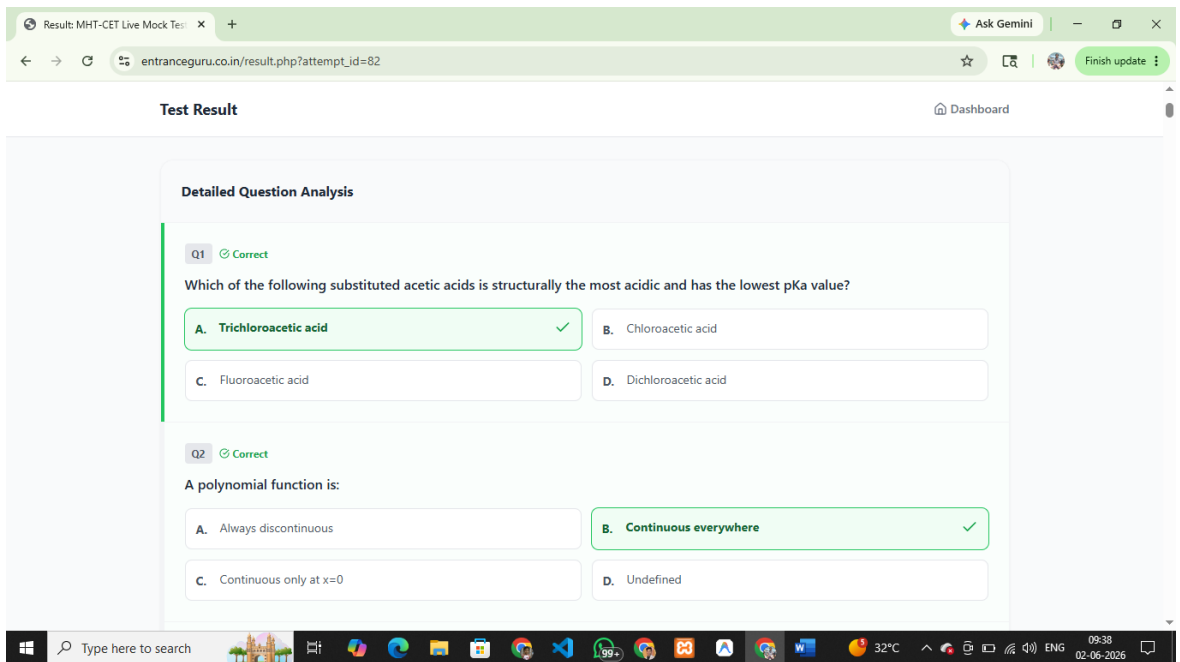 Result: MHT-CET Live Mock Tes
Ask Gemini
entranceguru.co.in/result.php?attempt_id=82
Finish update
Test Result
Dashboard
Detailed Question Analysis
Q1 Correct
Which of the following substituted acetic acids is structurally the most acidic and has the lowest pKa value?
A. Trichloroacetic acid
B. Chloroacetic acid
C. Fluoroacetic acid
D. Dichloroacetic acid
Q2 Correct
A polynomial function is:
A. Always discontinuous
B. Continuous everywhere
C. Continuous only at x=0
D. Undefined
Type here to search
99+
W
5
32°C
ENG
09:38
02-06-2026